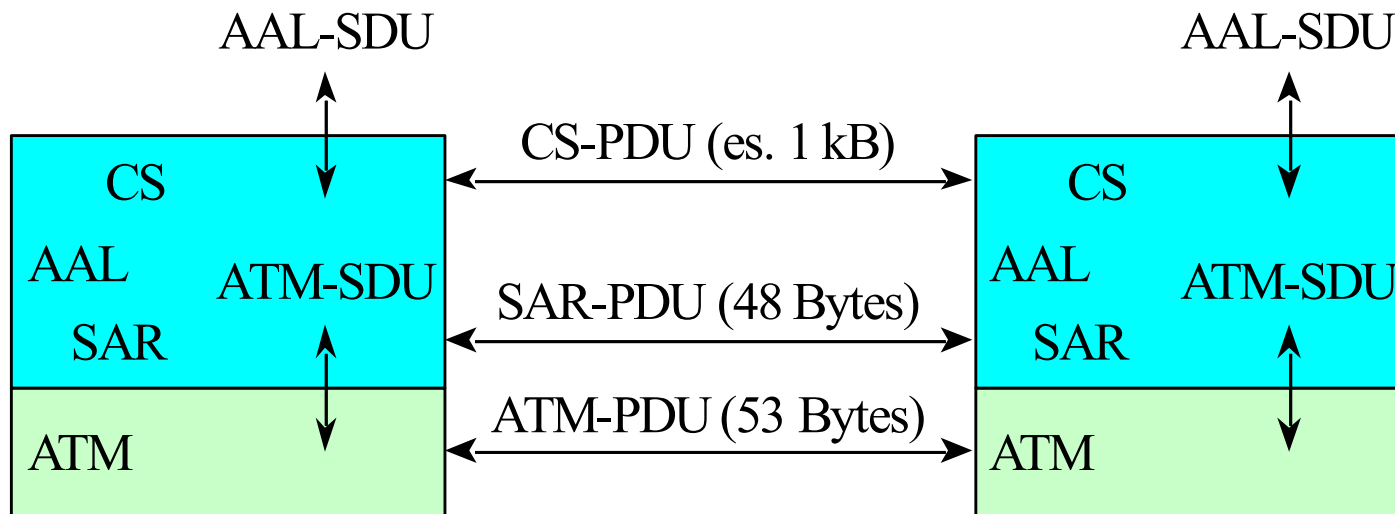 AAL-SDU
AAL-SDU
CS-PDU (es. 1 kB)
CS
CS
AAL
ATM-SDU
SAR-PDU (48 Bytes)
AAL
ATM-SDU
SAR
SAR
ATM-PDU (53 Bytes)
ATM
ATM